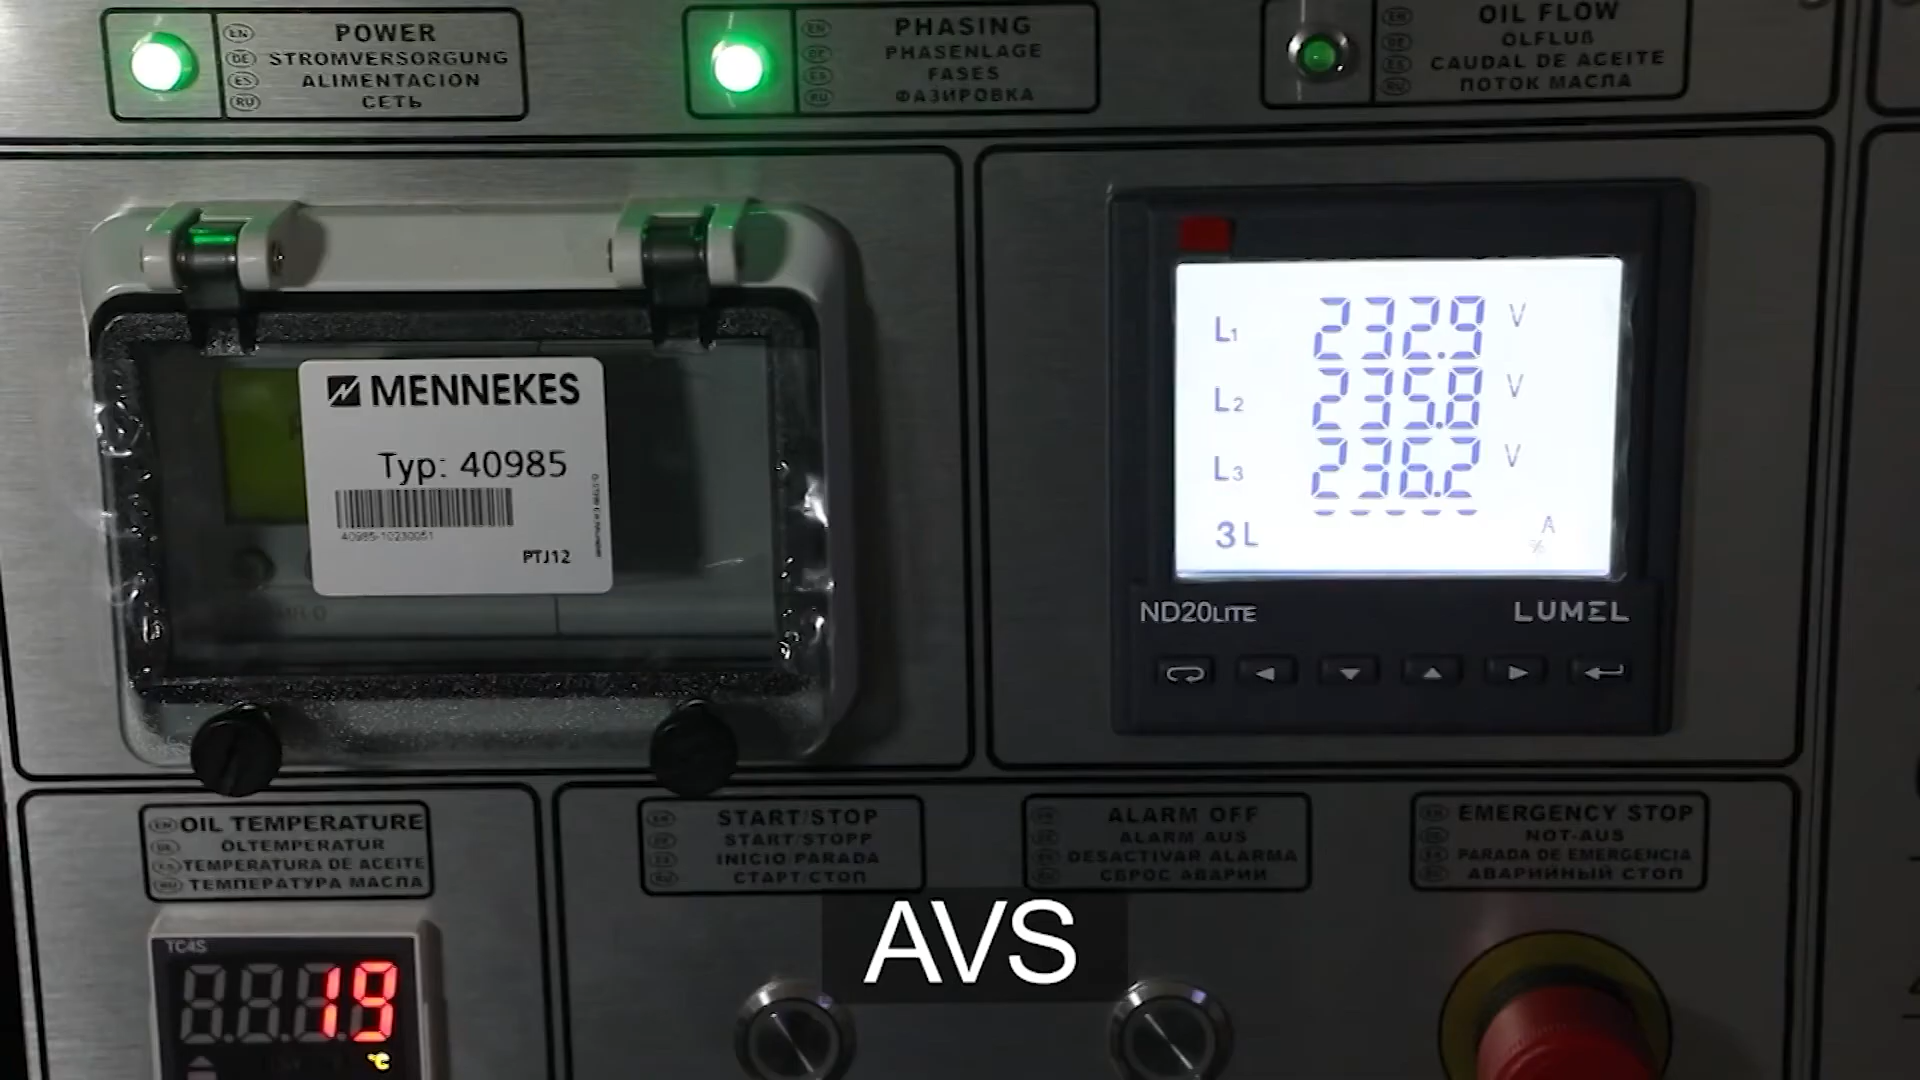 EN POWER
DE STROMVERSORGUNG
ES ALIMENTACION
RU СЕТЬ
EN PHASING
DE PHASENLAGE
ES FASES
RU ФАЗИРОВКА
EN OIL FLOW
DE ÖLFLUß
ES CAUDAL DE ACEITE
RU ПОТОК МАСЛА
MENNEKES
Typ: 40985
40985-10230051
PTJ12
L1 232.9 V
L2 235.8 V
L3 236.2 V
3L
A
%
ND20LITE LUMEL
EN OIL TEMPERATURE
DE ÖLTEMPERATUR
ES TEMPERATURA DE ACEITE
RU ТЕМПЕРАТУРА МАСЛА
EN START/STOP
DE START/STOPP
ES INICIO PARADA
RU СТАРТ/СТОП
EN ALARM OFF
DE ALARM AUS
ES DESACTIVAR ALARMA
RU СБРОС АВАРИИ
EN EMERGENCY STOP
DE NOT-AUS
ES PARADA DE EMERGENCIA
RU АВАРИЙНЫЙ СТОП
AVS
TC4S
19
°C